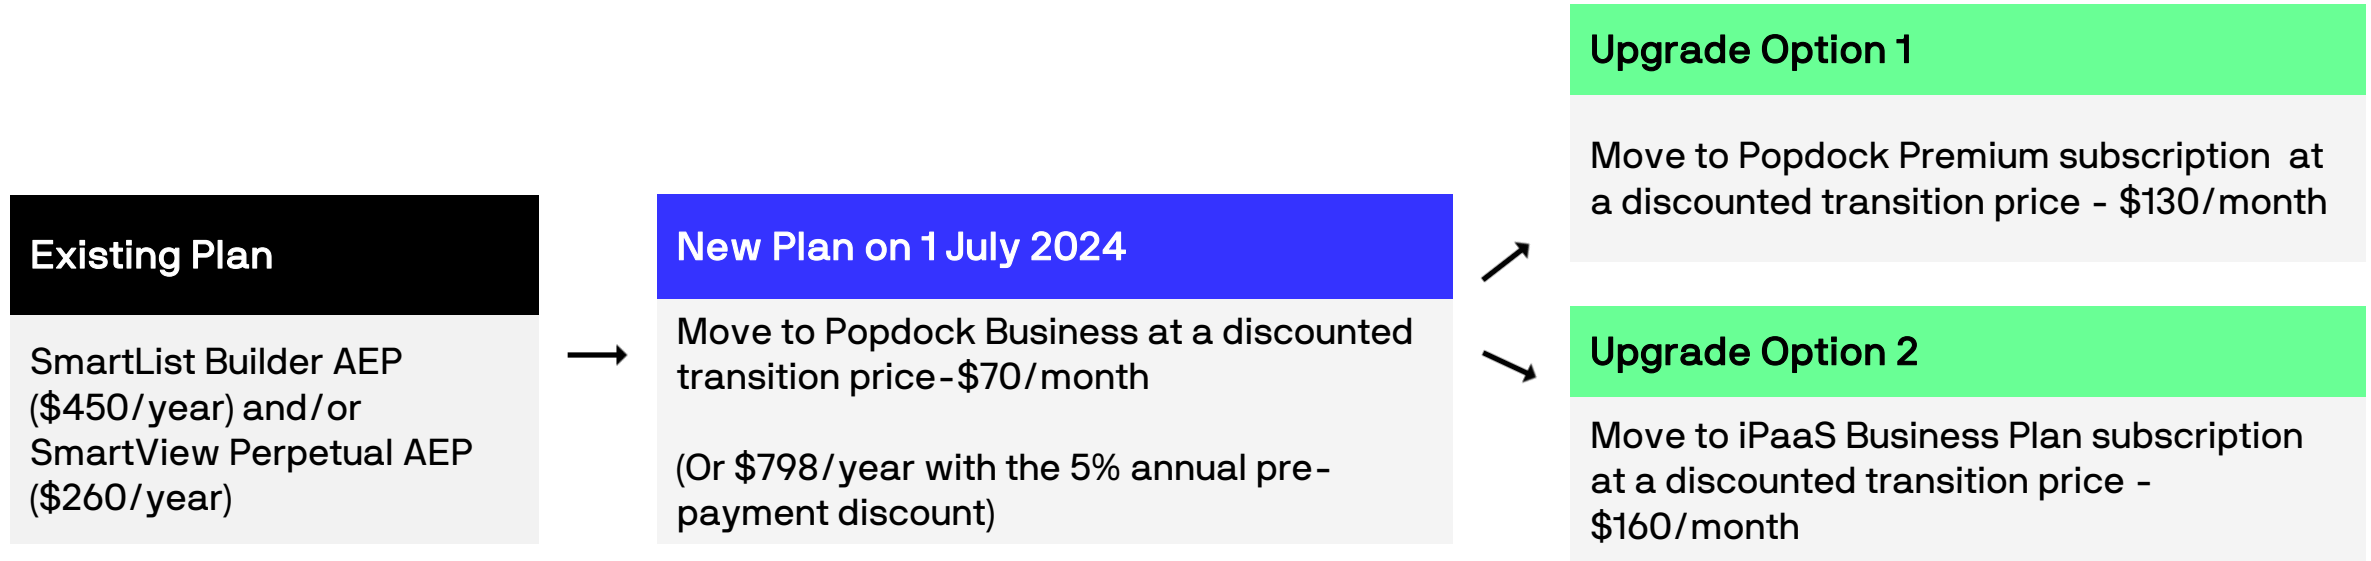 Existing Plan
SmartList Builder AEP
($450/year) and/or
SmartView Perpetual AEP
($260/year)
New Plan on 1 July 2024
Move to Popdock Business at a discounted
transition price-$70/month
(Or $798/year with the 5% annual pre-
payment discount)
Upgrade Option 1
Move to Popdock Premium subscription  at
a discounted transition price - $130/month
Upgrade Option 2
Move to iPaaS Business Plan subscription
at a discounted transition price -
$160/month